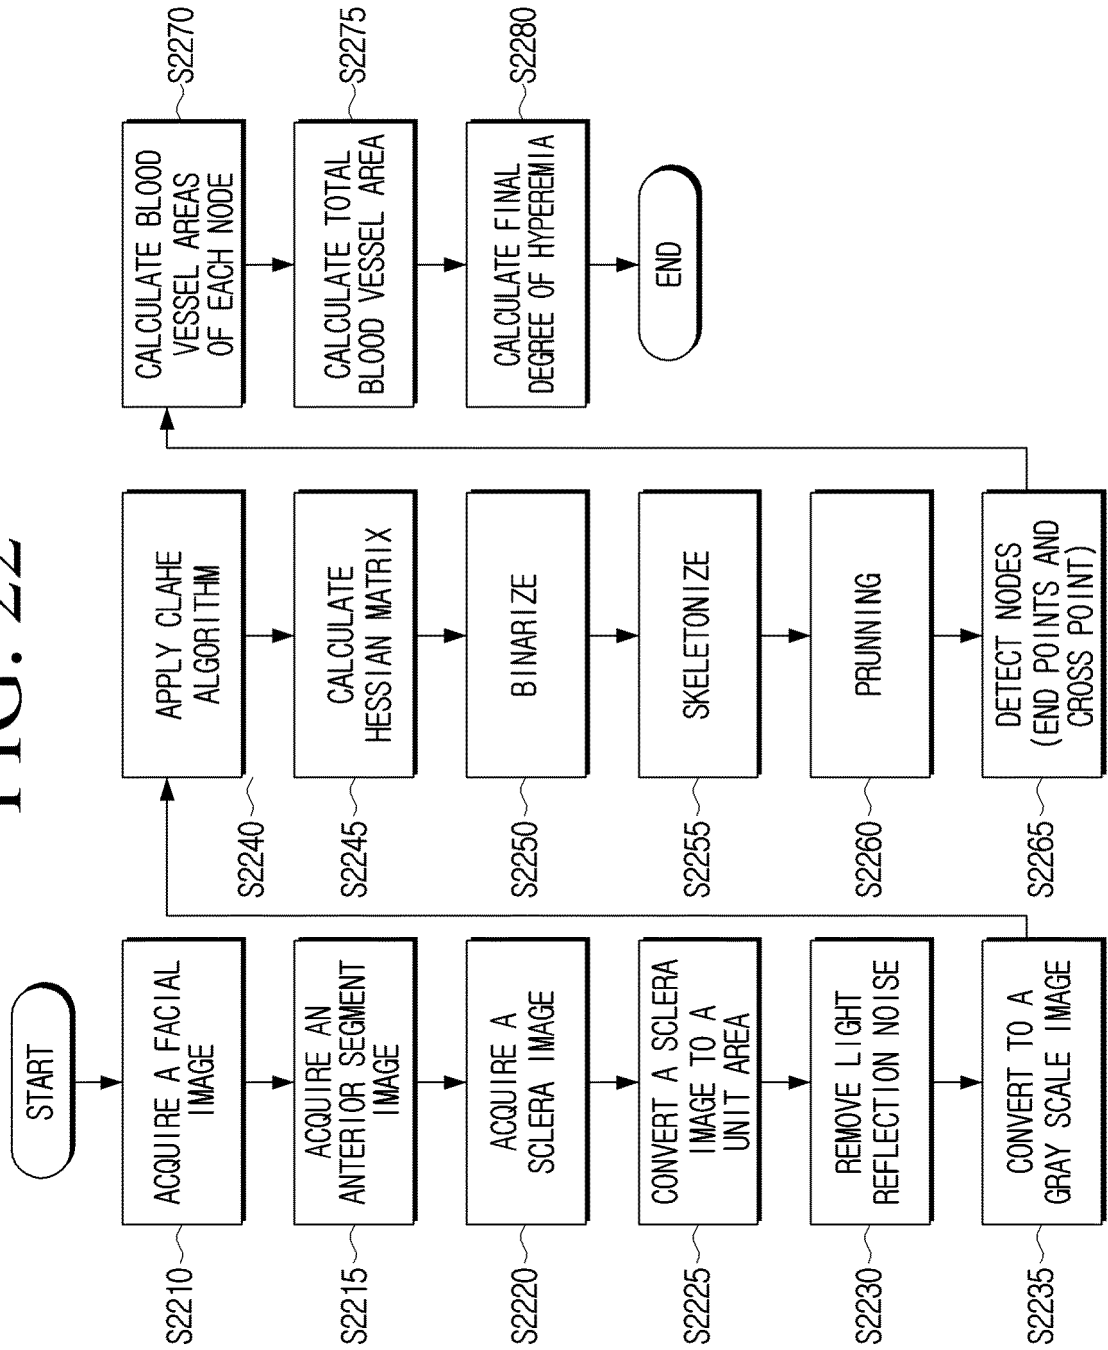 FIG. 22
START
ACQUIRE A FACIAL
IMAGE
S2210
ACQUIRE AN
ANTERIOR SEGMENT
IMAGE
S2215
ACQUIRE A
SCLERA IMAGE
S2220
CONVERT A SCLERA
IMAGE TO A
UNIT AREA
S2225
REMOVE LIGHT
REFLECTION NOISE
S2230
CONVERT TO A
GRAY SCALE IMAGE
S2235
APPLY CLAHE
ALGORITHM
S2240
CALCULATE
HESSIAN MATRIX
S2245
BINARIZE
S2250
SKELETONIZE
S2255
PRUNNING
S2260
DETECT NODES
(END POINTS AND
CROSS POINT)
S2265
CALCULATE BLOOD
VESSEL AREAS
OF EACH NODE
S2270
CALCULATE TOTAL
BLOOD VESSEL AREA
S2275
CALCULATE FINAL
DEGREE OF HYPEREMIA
S2280
END